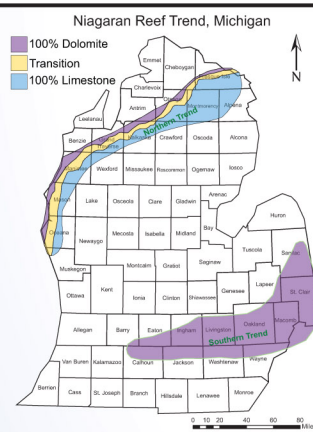 Niagaran Reef Trend, Michigan
100% Dolomite
Transition
100% Limestone
N
Emmet
Cheboygan
Charlevoix
Antrim
Leelanau
Montmorency
Alpena
Northern Trend
Benzie
Crawford
Oscoda
Alcona
Wexford
Missaukee
Roscommon
Ogemaw
Iosco
Arenac
Mason
Lake
Osceola
Clare
Gladwin
Huron
Oceana
Newaygo
Mecosta
Isabella
Midland
Bay
Tuscola
Sanilac
Muskegon
Montcalm
Gratiot
Saginaw
Ottawa
Kent
Ionia
Clinton
Shiawassee
Genesee
Lapeer
St. Clair
Allegan
Barry
Eaton
Ingham
Livingston
Oakland
Macomb
Southern Trend
Van Buren
Kalamazoo
Calhoun
Jackson
Washtenaw
Wayne
Berrien
Cass
St. Joseph
Branch
Hillsdale
Lenawee
Monroe
0 10 20 40 60 80
Mile